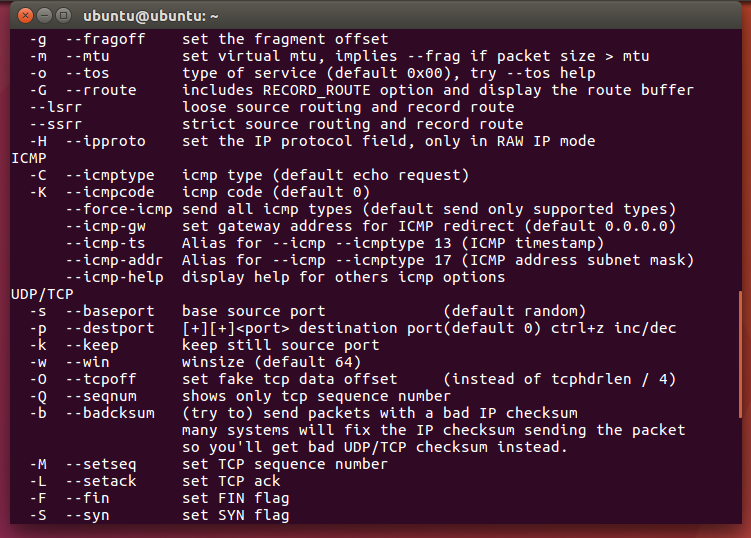 ubuntu@ubuntu: ~
-g --fragoff set the fragment offset
-m --mtu set virtual mtu, implies --frag if packet size > mtu
-o --tos type of service (default 0x00), try --tos help
-G --rroute includes RECORD_ROUTE option and display the route buffer
--lsrr loose source routing and record route
--ssrr strict source routing and record route
-H --ipproto set the IP protocol field, only in RAW IP mode
ICMP
-C --icmptype icmp type (default echo request)
-K --icmpcode icmp code (default 0)
--force-icmp send all icmp types (default send only supported types)
--icmp-gw set gateway address for ICMP redirect (default 0.0.0.0)
--icmp-ts Alias for --icmp --icmptype 13 (ICMP timestamp)
--icmp-addr Alias for --icmp --icmptype 17 (ICMP address subnet mask)
--icmp-help display help for others icmp options
UDP/TCP
-s --baseport base source port (default random)
-p --destport [+][+]<port> destination port(default 0) ctrl+z inc/dec
-k --keep keep still source port
-w --win winsize (default 64)
-O --tcpoff set fake tcp data offset (instead of tcphdrlen / 4)
-Q --seqnum shows only tcp sequence number
-b --badcksum (try to) send packets with a bad IP checksum
many systems will fix the IP checksum sending the packet
so you'll get bad UDP/TCP checksum instead.
-M --setseq set TCP sequence number
-L --setack set TCP ack
-F --fin set FIN flag
-S --syn set SYN flag